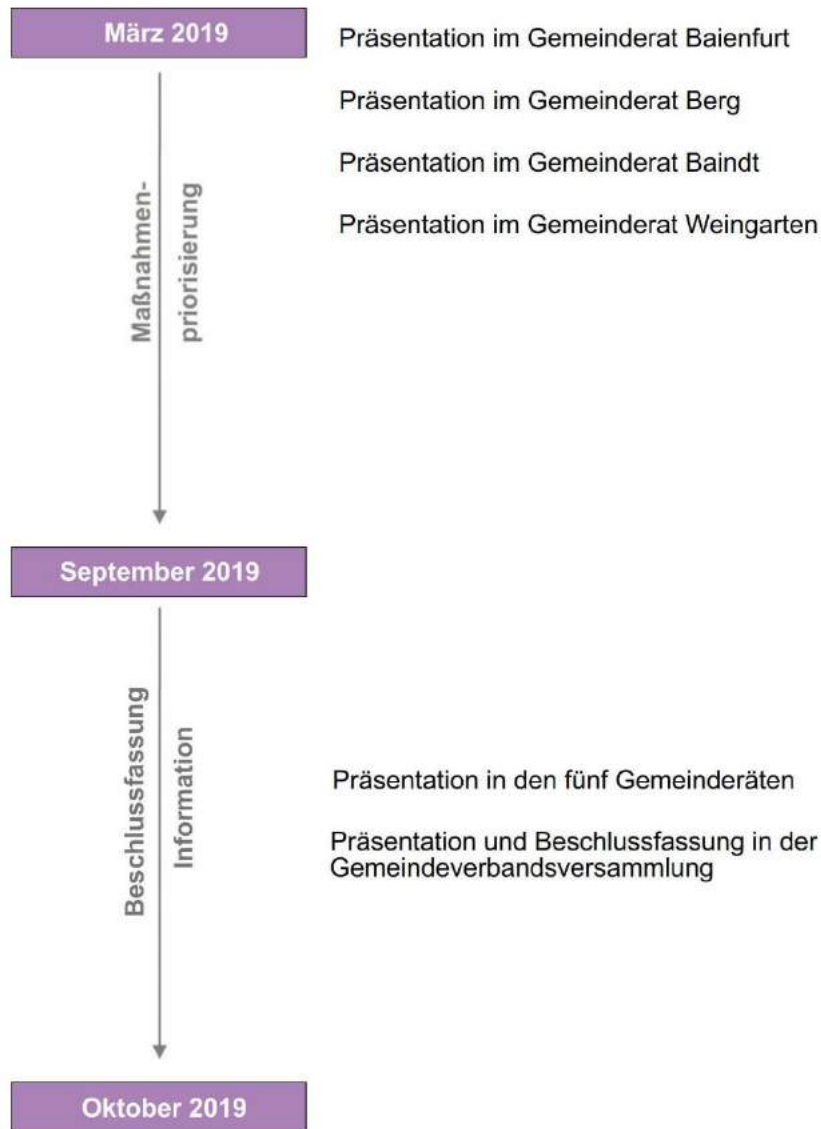 März 2019
Präsentation im Gemeinderat Baienfurt
Präsentation im Gemeinderat Berg
Präsentation im Gemeinderat Baindt
Präsentation im Gemeinderat Weingarten
Maßnahmen-
priorisierung
September 2019
Beschlussfassung
Information
Präsentation in den fünf Gemeinderäten
Präsentation und Beschlussfassung in der
Gemeindeverbandsversammlung
Oktober 2019